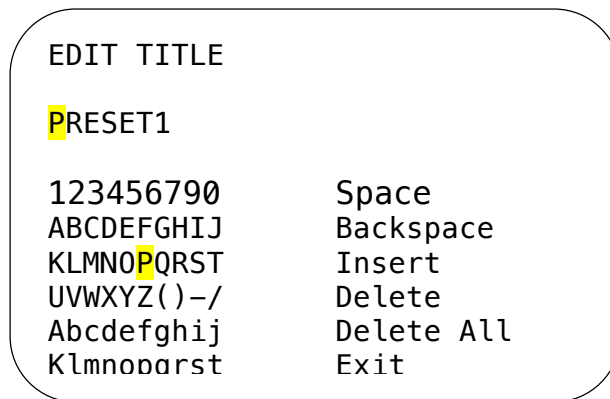 EDIT TITLE
PRESET1
123456790 Space
ABCDEFGHIJ Backspace
KLMNOPQRST Insert
UVWXYZ()–/ Delete
Abcdefghij Delete All
Klmnopqrst Exit